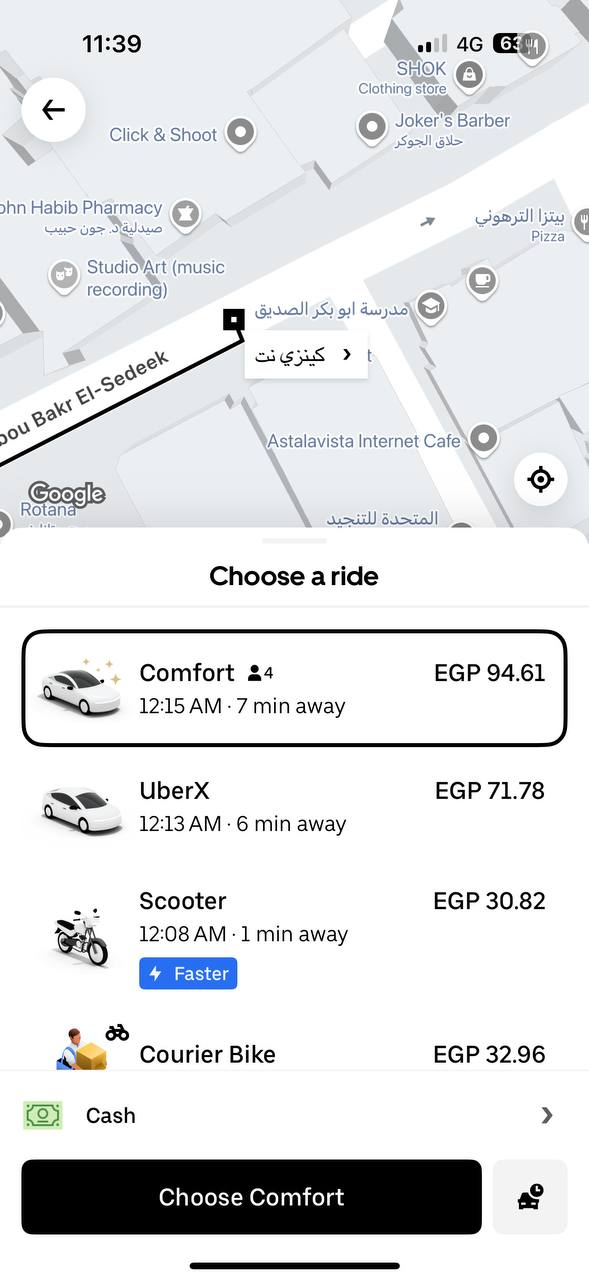 11:39
4G
SHOK
Clothing store
Click & Shoot
Joker's Barber
حلاق الجوكر
ohn Habib Pharmacy
صيدلية د. جون حبيب
بيتزا الترهوني
Pizza
Studio Art (music
recording)
مدرسة ابو بكر الصديق
كينزي نت
t
bou Bakr El-Sedeek
Astalavista Internet Cafe
Google
Rotana
المتحدة للتنجيد
Choose a ride
Comfort 4 EGP 94.61
12:15 AM · 7 min away
UberX EGP 71.78
12:13 AM · 6 min away
Scooter EGP 30.82
12:08 AM · 1 min away
Faster
Courier Bike EGP 32.96
Cash
Choose Comfort